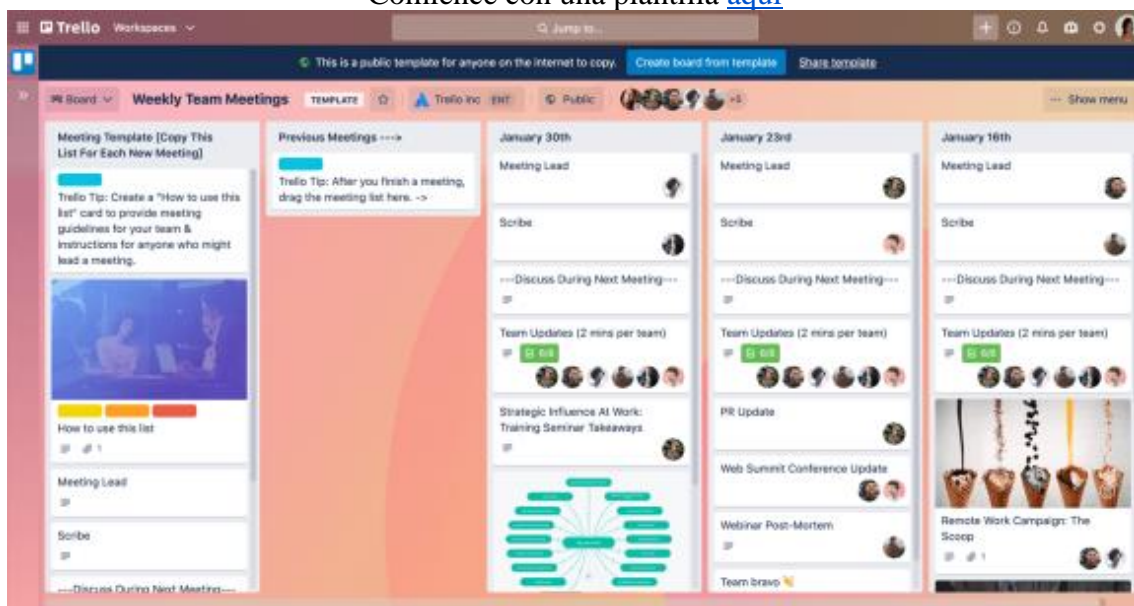 Comience con una plantilla aquí
Trello Workspaces
Jump to...
This is a public template for anyone on the internet to copy. Create board from template Share template
Board Weekly Team Meetings TEMPLATE Trello Inc ENT Public +5 ... Show menu
Meeting Template [Copy This
List For Each New Meeting]
Trello Tip: Create a "How to use this
list" card to provide meeting
guidelines for your team &
instructions for anyone who might
lead a meeting.
How to use this list
1
Meeting Lead
Scribe
----Discuss During Next Meeting----
Previous Meetings ---->
Trello Tip: After you finish a meeting,
drag the meeting list here. ->
January 30th
Meeting Lead
Scribe
----Discuss During Next Meeting----
Team Updates (2 mins per team)
Strategic Influence At Work:
Training Seminar Takeaways
January 23rd
Meeting Lead
Scribe
----Discuss During Next Meeting----
Team Updates (2 mins per team)
PR Update
Web Summit Conference Update
Webinar Post-Mortem
Team bravo 👏
January 16th
Meeting Lead
Scribe
----Discuss During Next Meeting----
Team Updates (2 mins per team)
Remote Work Campaign: The
Scoop
1